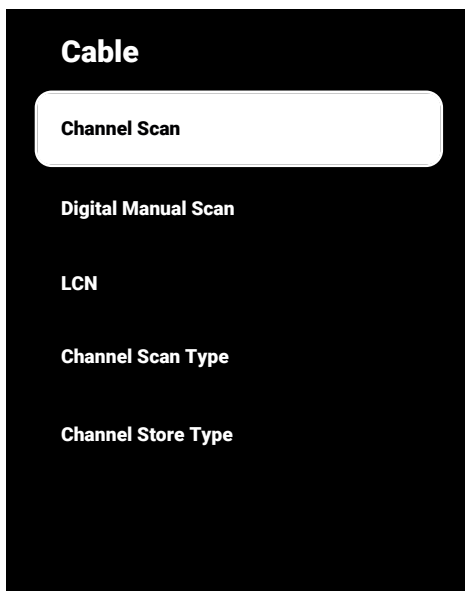 Cable
Channel Scan
Digital Manual Scan
LCN
Channel Scan Type
Channel Store Type